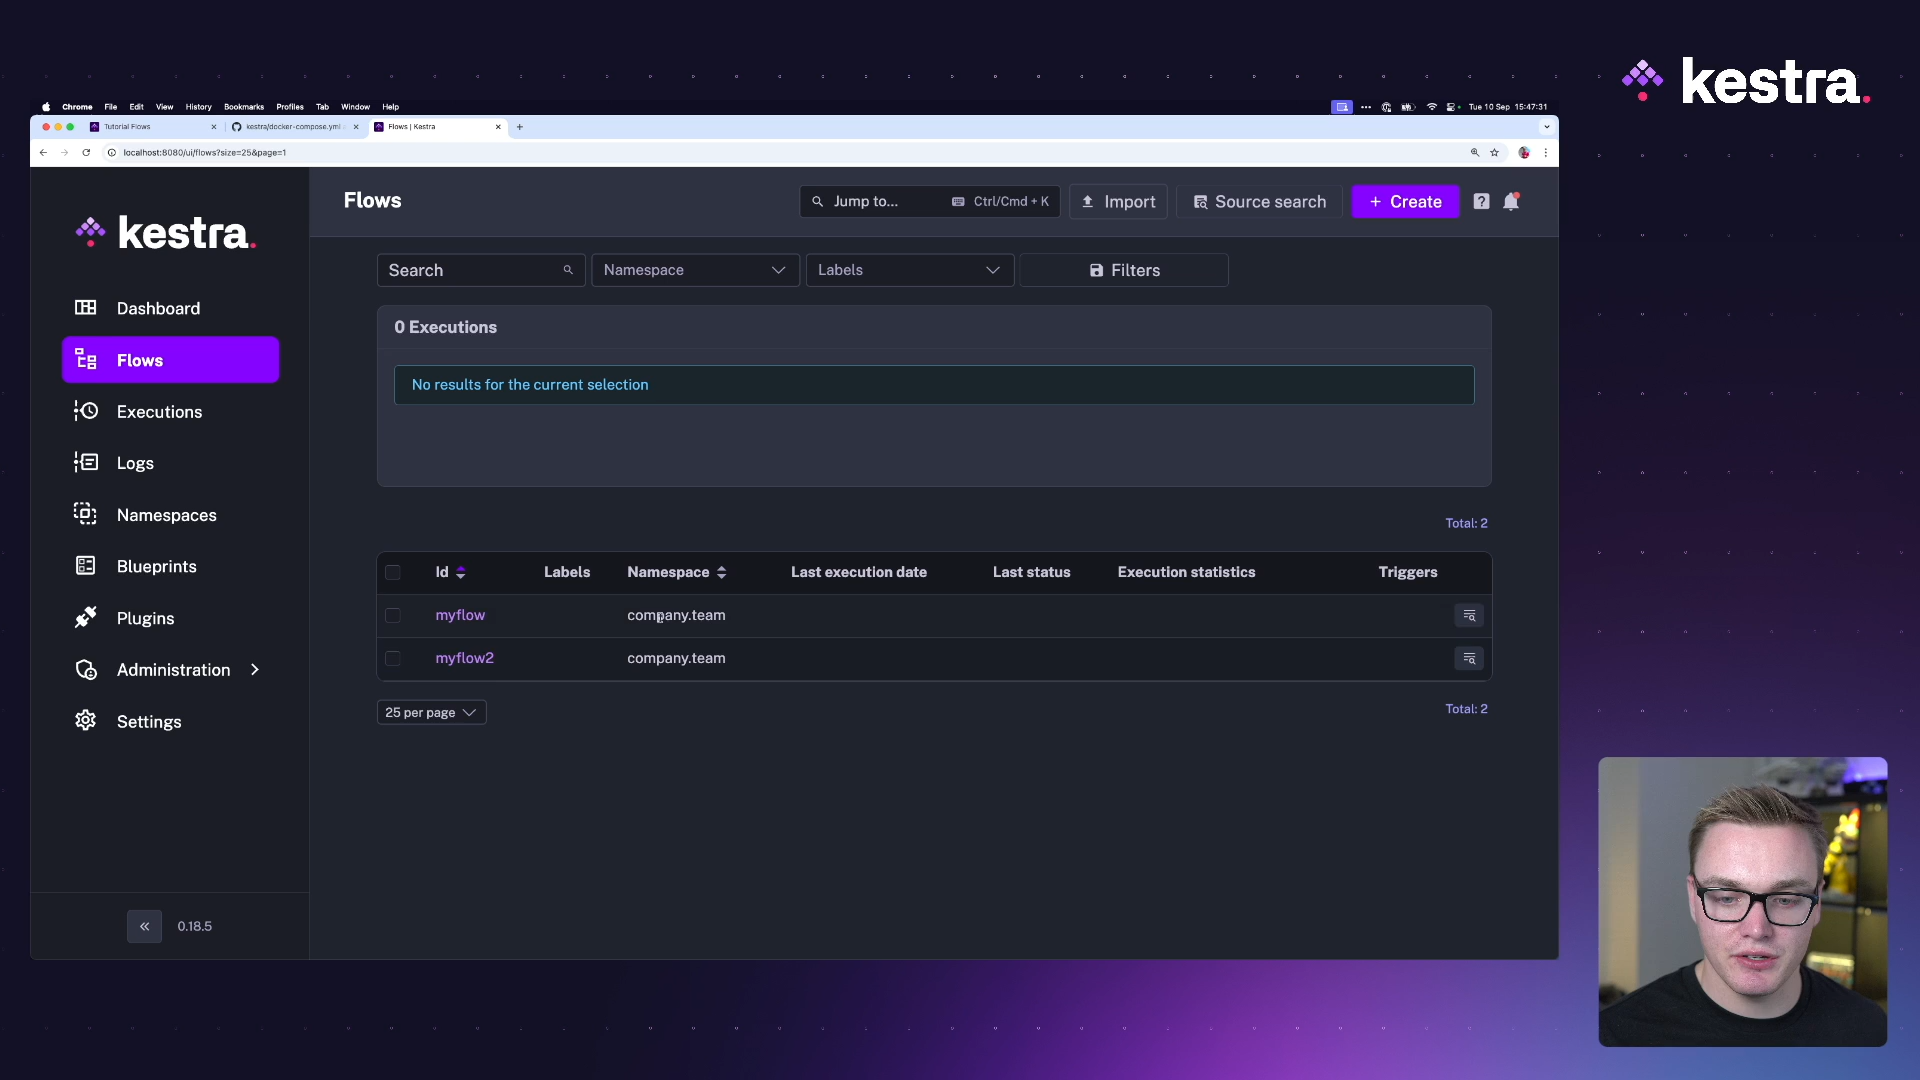 kestra.
Chrome File Edit View History Bookmarks Profiles Tab Window Help
Tue 10 Sep 15:47:31
Tutorial Flows
kestra/docker-compose.yml
Flows | Kestra
localhost:8080/ui/flows?size=25&page=1
kestra.
Flows
Jump to...
Ctrl/Cmd + K
Import
Source search
+ Create
Dashboard
Flows
Executions
Logs
Namespaces
Blueprints
Plugins
Administration
Settings
0.18.5
Search
Namespace
Labels
Filters
0 Executions
No results for the current selection
Total: 2
Id Labels Namespace Last execution date Last status Execution statistics Triggers
myflow company.team
myflow2 company.team
25 per page
Total: 2